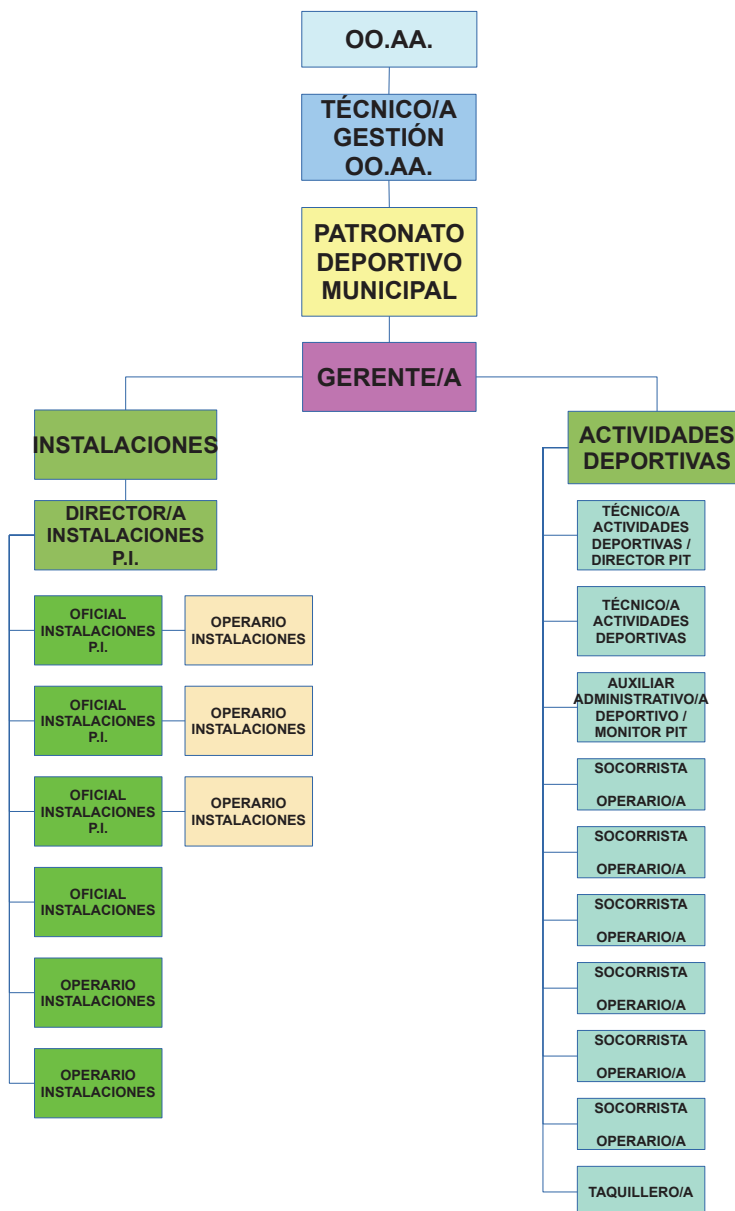 OO.AA.
TÉCNICO/A
GESTIÓN
OO.AA.
PATRONATO
DEPORTIVO
MUNICIPAL
GERENTE/A
INSTALACIONES
DIRECTOR/A
INSTALACIONES
P.I.
OFICIAL
INSTALACIONES
P.I.
OPERARIO
INSTALACIONES
OFICIAL
INSTALACIONES
P.I.
OPERARIO
INSTALACIONES
OFICIAL
INSTALACIONES
P.I.
OPERARIO
INSTALACIONES
OFICIAL
INSTALACIONES
OPERARIO
INSTALACIONES
OPERARIO
INSTALACIONES
ACTIVIDADES
DEPORTIVAS
TÉCNICO/A
ACTIVIDADES
DEPORTIVAS /
DIRECTOR PIT
TÉCNICO/A
ACTIVIDADES
DEPORTIVAS
AUXILIAR
ADMINISTRATIVO/A
DEPORTIVO /
MONITOR PIT
SOCORRISTA
OPERARIO/A
SOCORRISTA
OPERARIO/A
SOCORRISTA
OPERARIO/A
SOCORRISTA
OPERARIO/A
SOCORRISTA
OPERARIO/A
SOCORRISTA
OPERARIO/A
TAQUILLERO/A